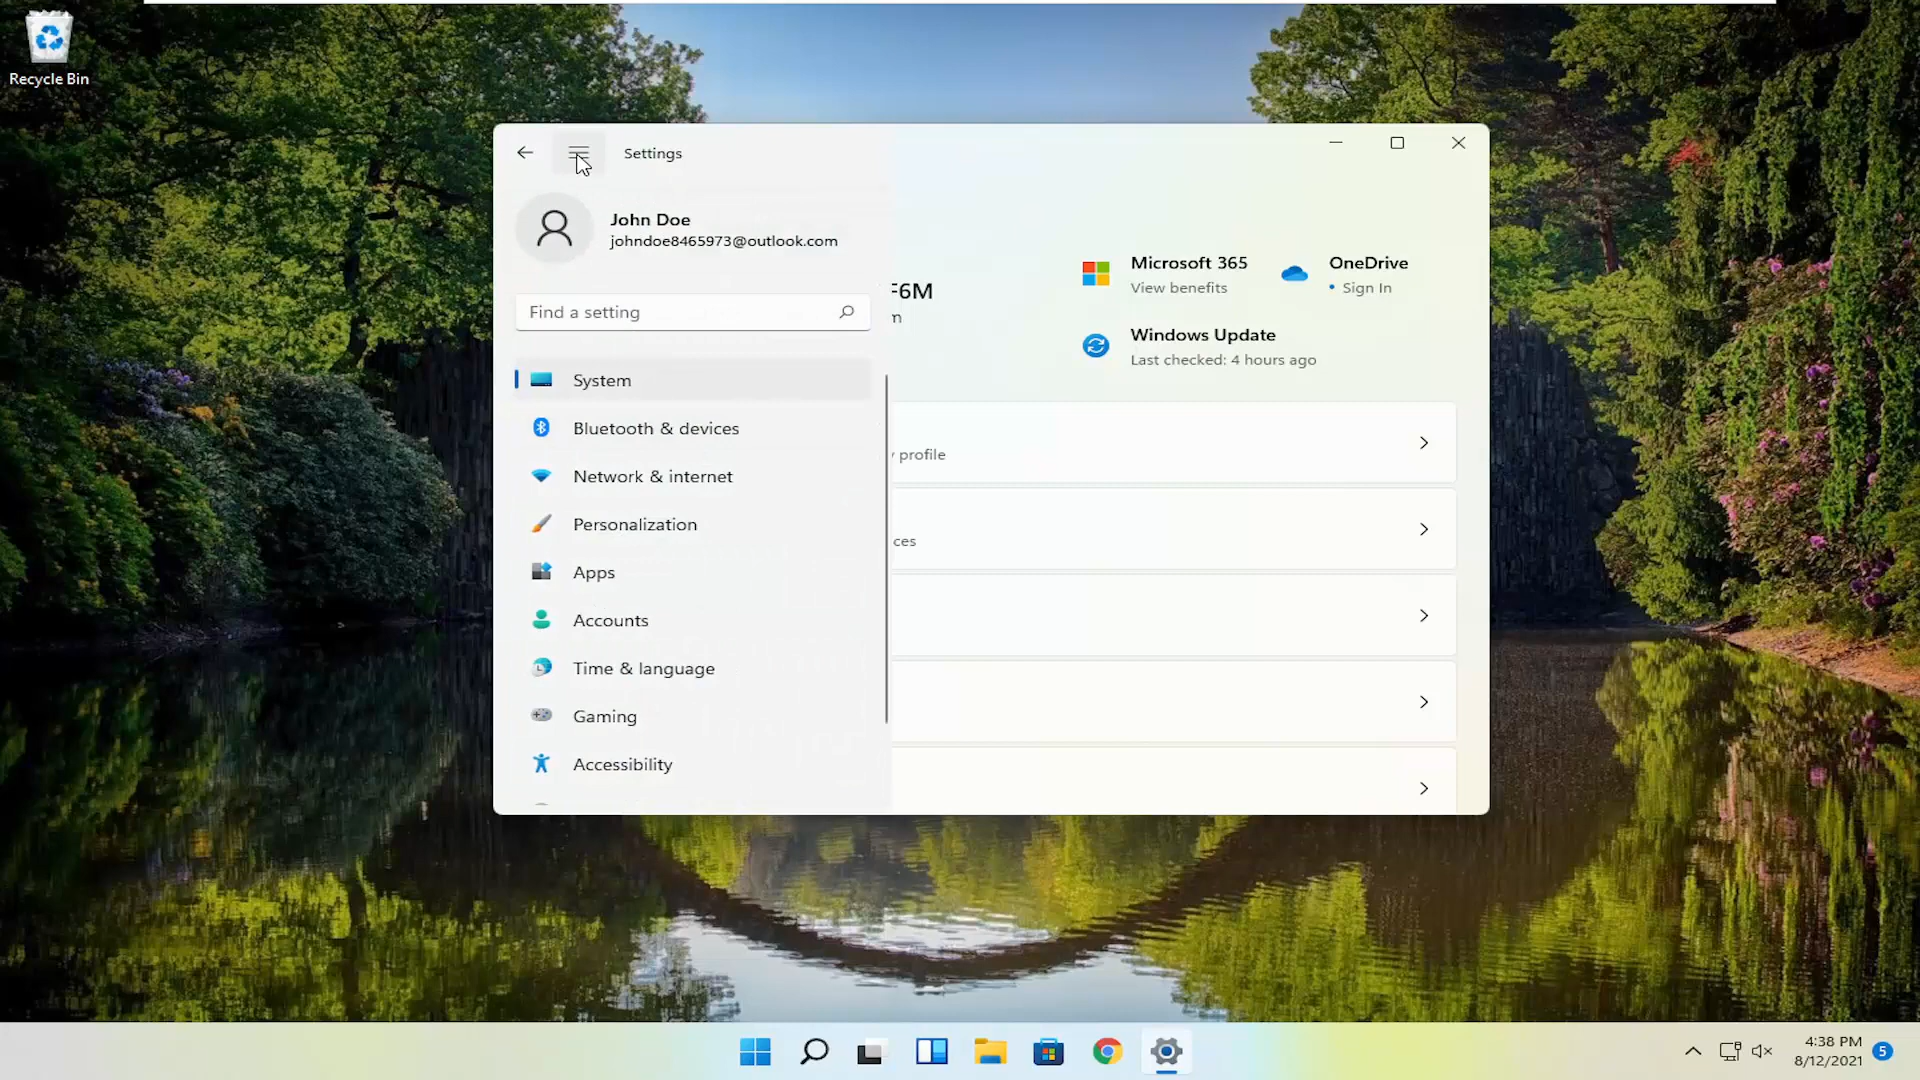 Recycle Bin
Settings
John Doe
johndoe8465973@outlook.com
Find a setting
System
Bluetooth & devices
Network & internet
Personalization
Apps
Accounts
Time & language
Gaming
Accessibility
F6M
m
Microsoft 365
View benefits
OneDrive
• Sign In
Windows Update
Last checked: 4 hours ago
profile
ces
4:38 PM
8/12/2021
5